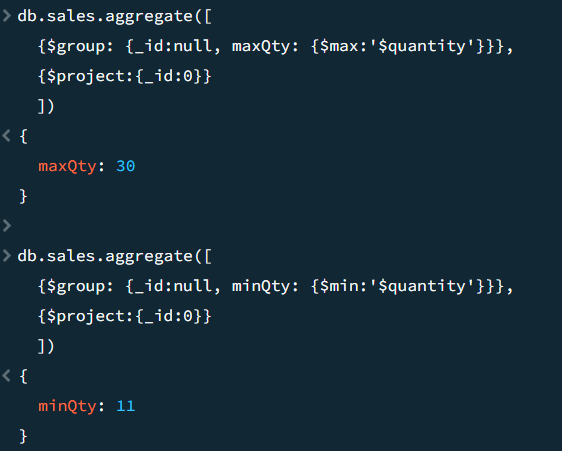 > db.sales.aggregate([
{$group: {_id:null, maxQty: {$max:'$quantity'}}},
{$project:{_id:0}}
])
< {
maxQty: 30
}
>
> db.sales.aggregate([
{$group: {_id:null, minQty: {$min:'$quantity'}}},
{$project:{_id:0}}
])
< {
minQty: 11
}